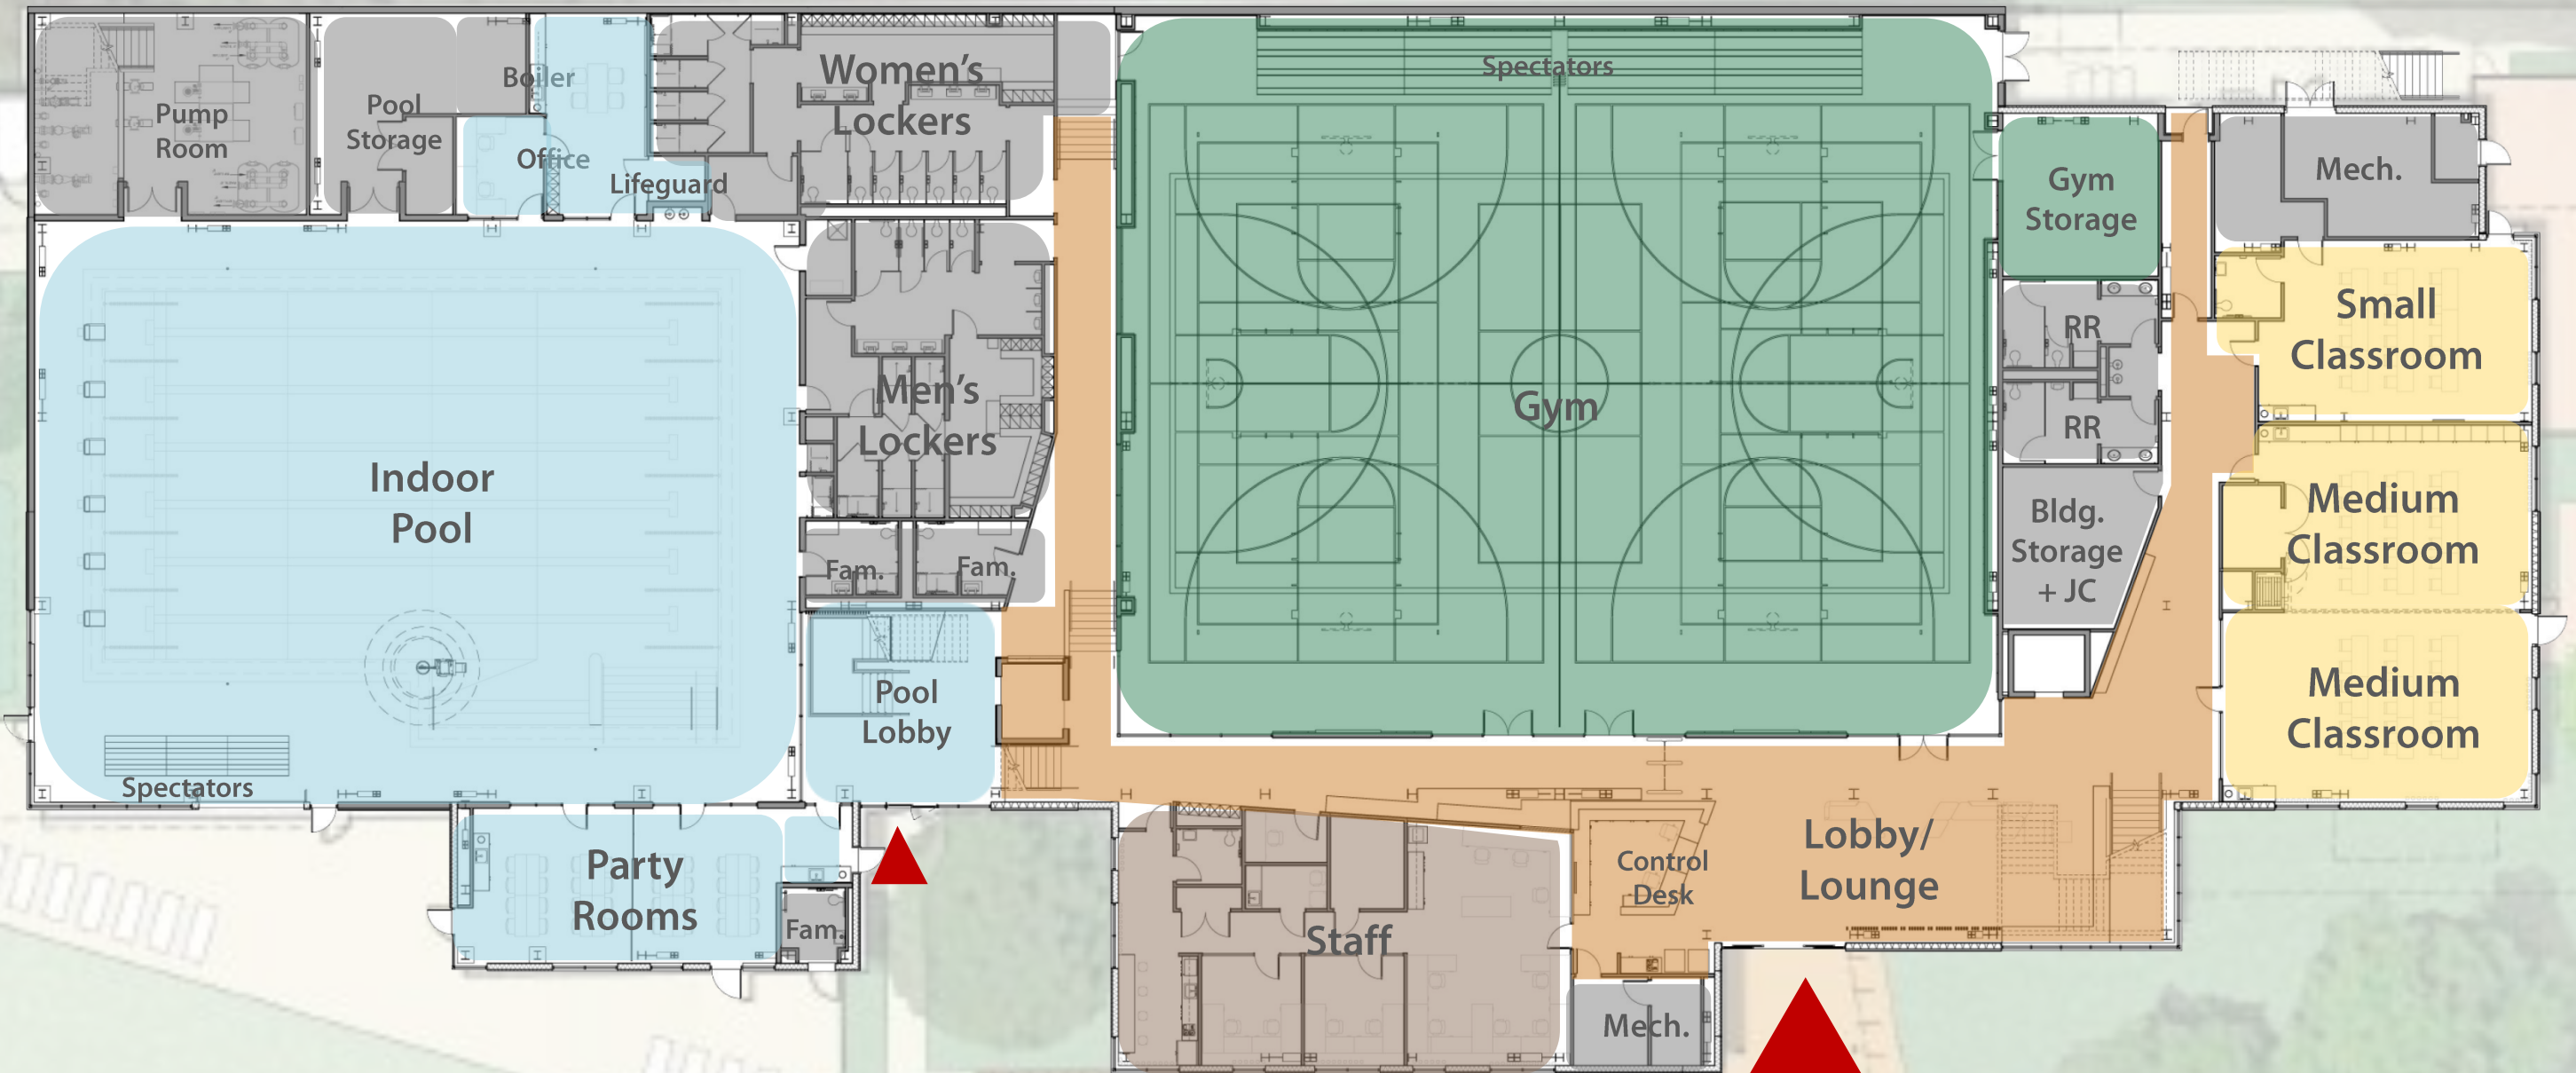 Pump
Room
Pool
Storage
Boiler
Office
Lifeguard
Women's
Lockers
Spectators
Gym
Storage
Mech.
Small
Classroom
RR
RR
Men's
Lockers
Gym
Indoor
Pool
Medium
Classroom
Bldg.
Storage
+ JC
Fam.
Fam.
Pool
Lobby
Medium
Classroom
Spectators
Party
Rooms
Fam.
Staff
Control
Desk
Lobby/
Lounge
Mech.